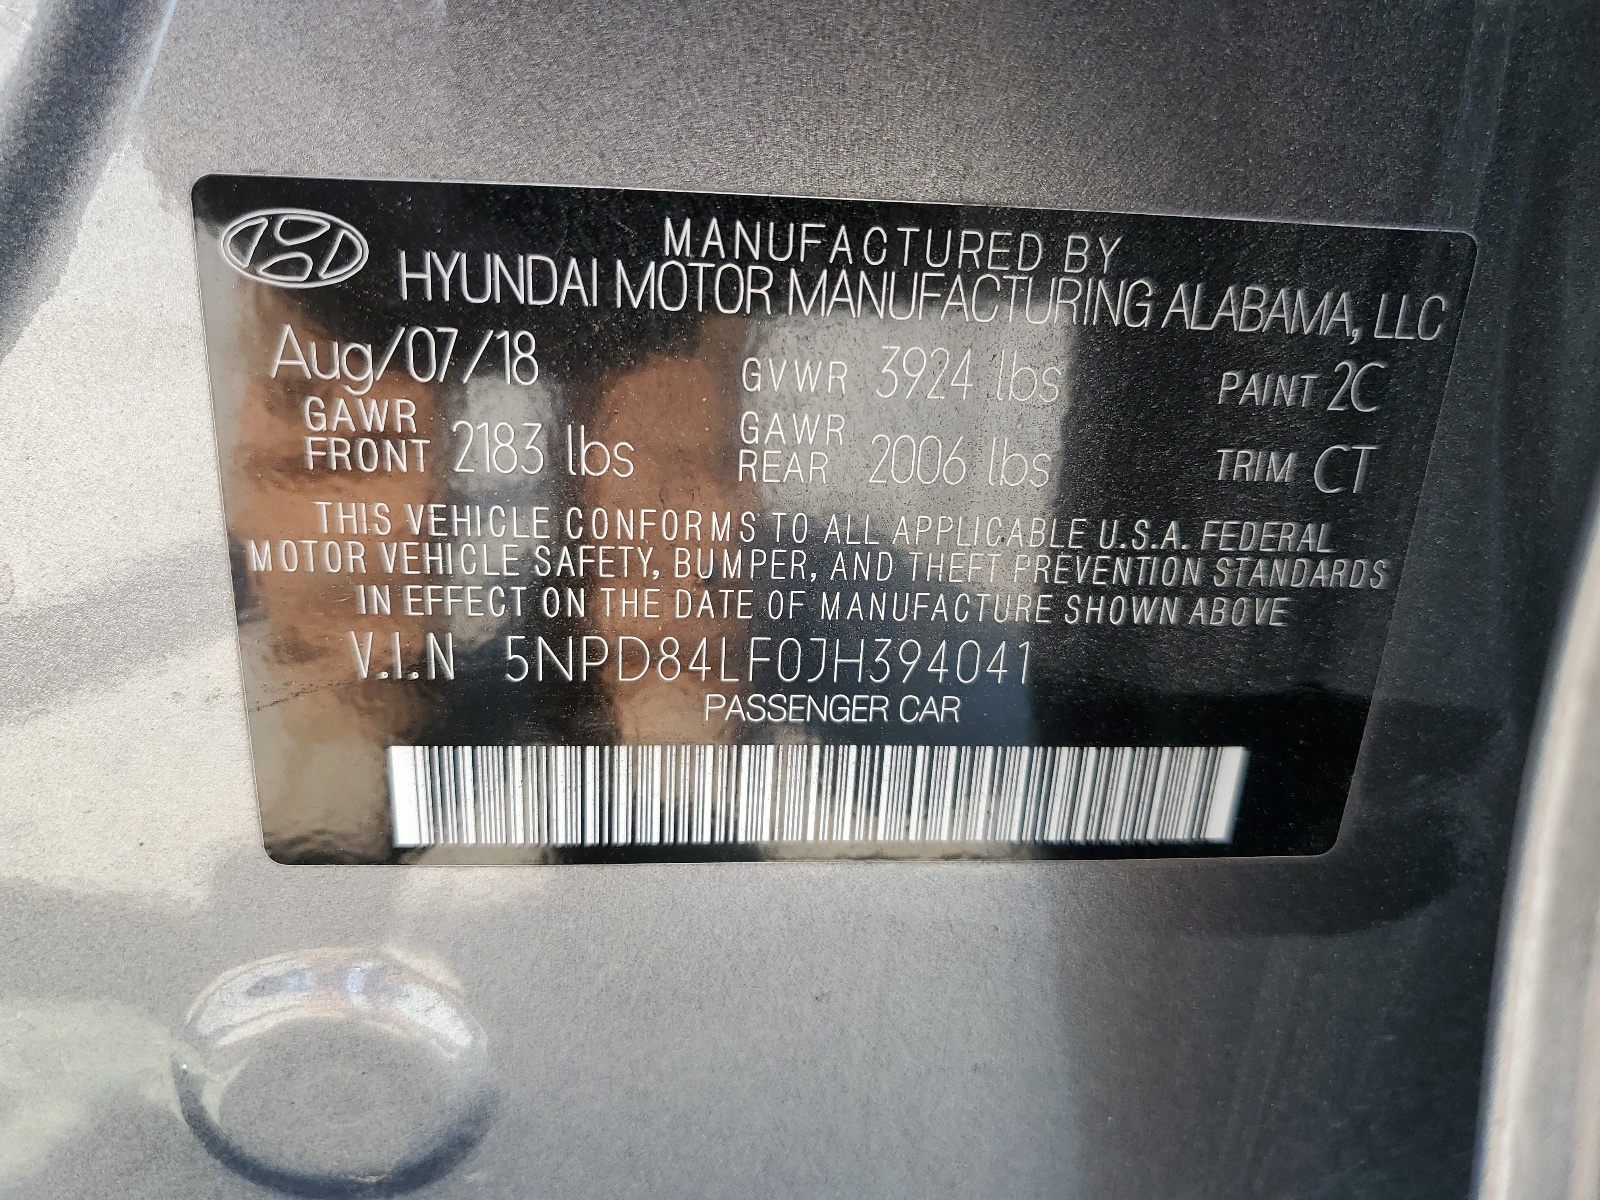 MANUFACTURED BY
HYUNDAI MOTOR MANUFACTURING ALABAMA, LLC
Aug/07/18 GVWR 3924 lbs PAINT 2C
GAWR FRONT 2183 lbs GAWR REAR 2006 lbs TRIM CT
THIS VEHICLE CONFORMS TO ALL APPLICABLE U.S.A. FEDERAL
MOTOR VEHICLE SAFETY, BUMPER, AND THEFT PREVENTION STANDARDS
IN EFFECT ON THE DATE OF MANUFACTURE SHOWN ABOVE
V.I.N 5NPD84LF0JH394041
PASSENGER CAR